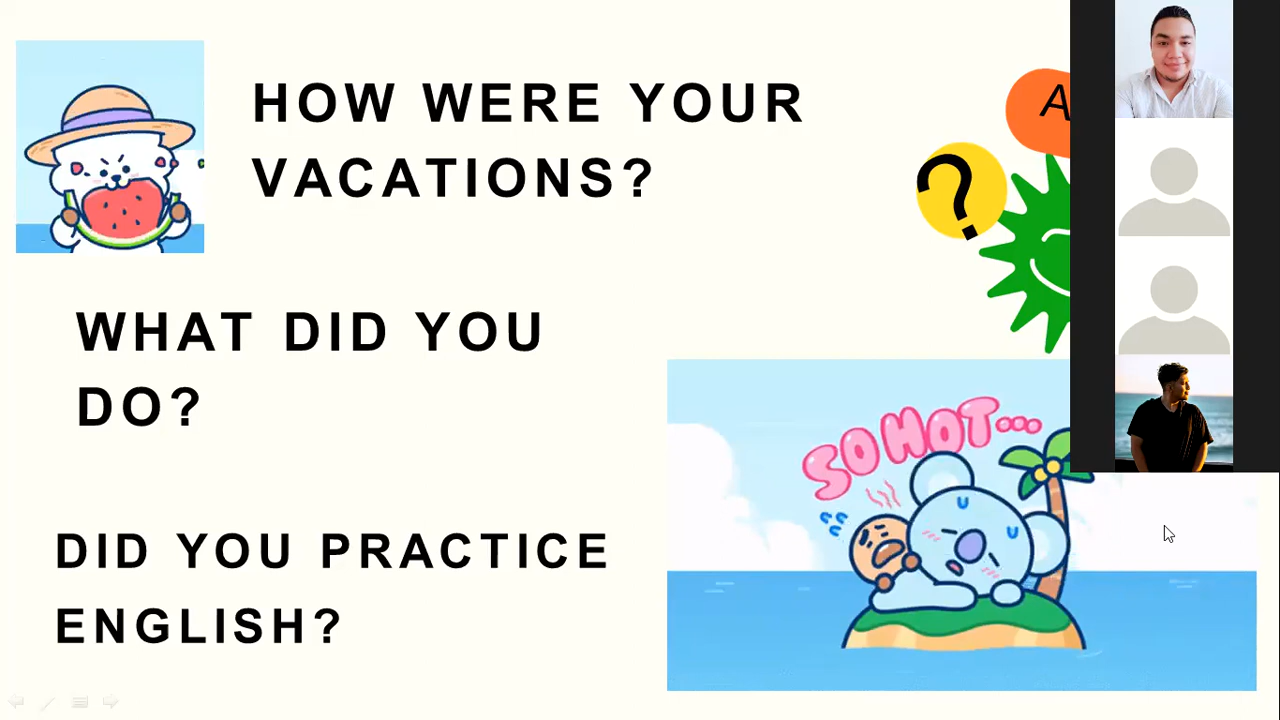 HOW WERE YOUR
VACATIONS?
A
?
WHAT DID YOU
DO?
SO HOT...
DID YOU PRACTICE
ENGLISH?